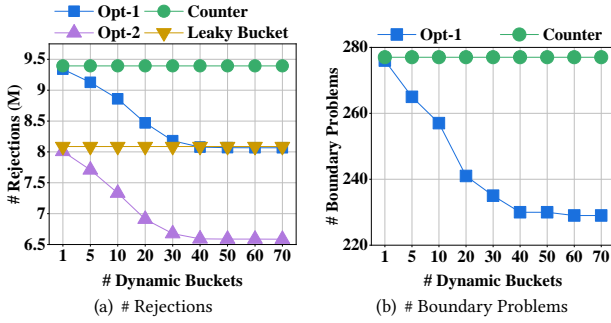 Opt-1 Counter
Opt-2 Leaky Bucket
# Rejections (M)
9.5
9
8.5
8
7.5
7
6.5
1 5 10 20 30 40 50 60 70
# Dynamic Buckets
(a) # Rejections
Opt-1 Counter
# Boundary Problems
280
260
240
220
1 5 10 20 30 40 50 60 70
# Dynamic Buckets
(b) # Boundary Problems